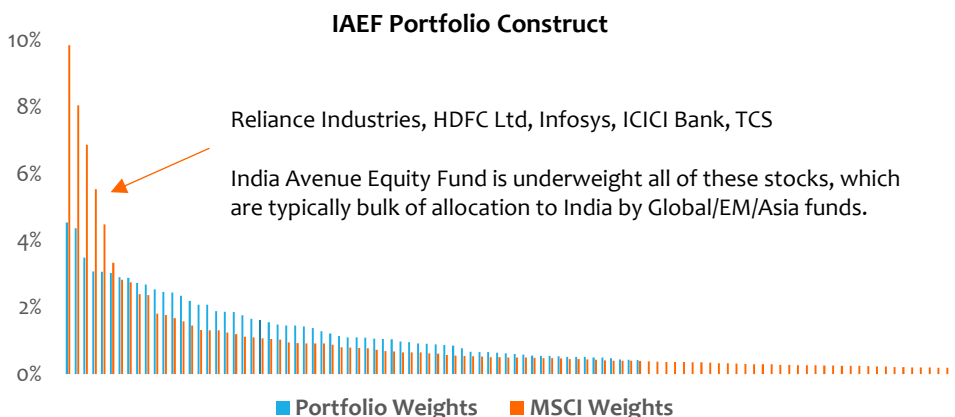 IAEF Portfolio Construct
10%
8%
6%
4%
2%
0%
Reliance Industries, HDFC Ltd, Infosys, ICICI Bank, TCS
India Avenue Equity Fund is underweight all of these stocks, which
are typically bulk of allocation to India by Global/EM/Asia funds.
Portfolio Weights
MSCI Weights